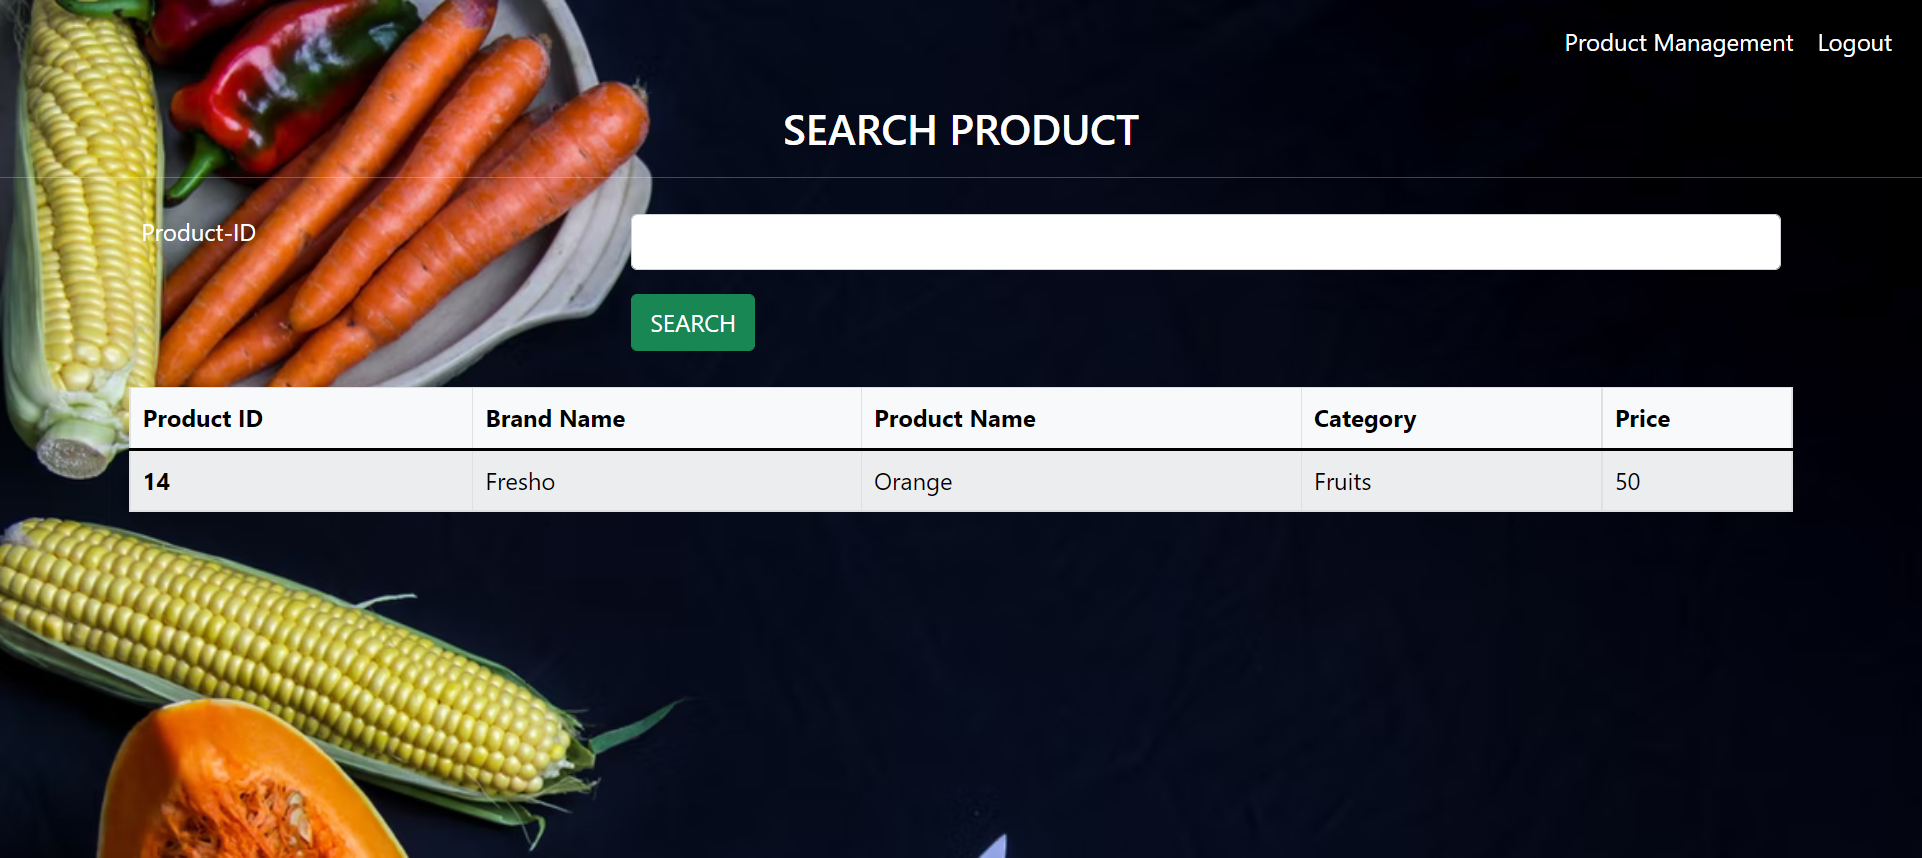 Product Management Logout
SEARCH PRODUCT
Product-ID
SEARCH
Product ID Brand Name Product Name Category Price
14 Fresho Orange Fruits 50